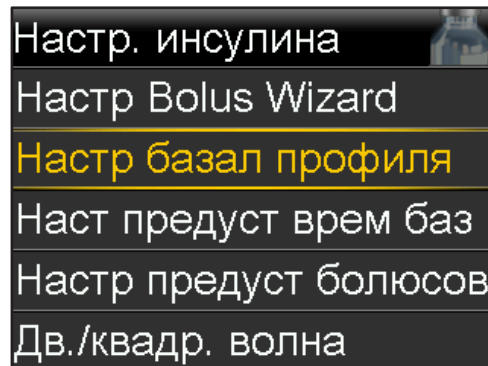 Настр. инсулина
Настр Bolus Wizard
Настр базал профиля
Наст предуст врем баз
Настр предуст болюсов
Дв./квадр. волна